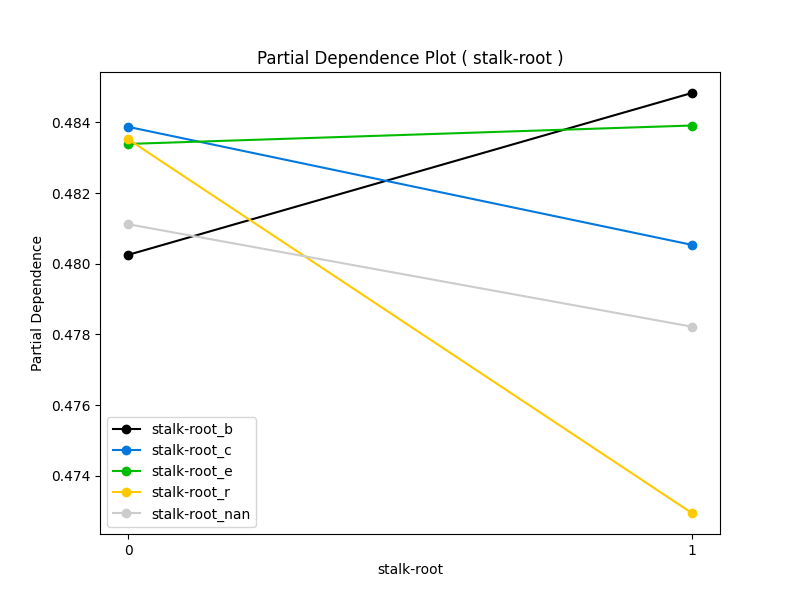 Partial Dependence Plot ( stalk-root )
Partial Dependence
0.484
0.482
0.480
0.478
0.476
0.474
stalk-root_b
stalk-root_c
stalk-root_e
stalk-root_r
stalk-root_nan
0 1
stalk-root